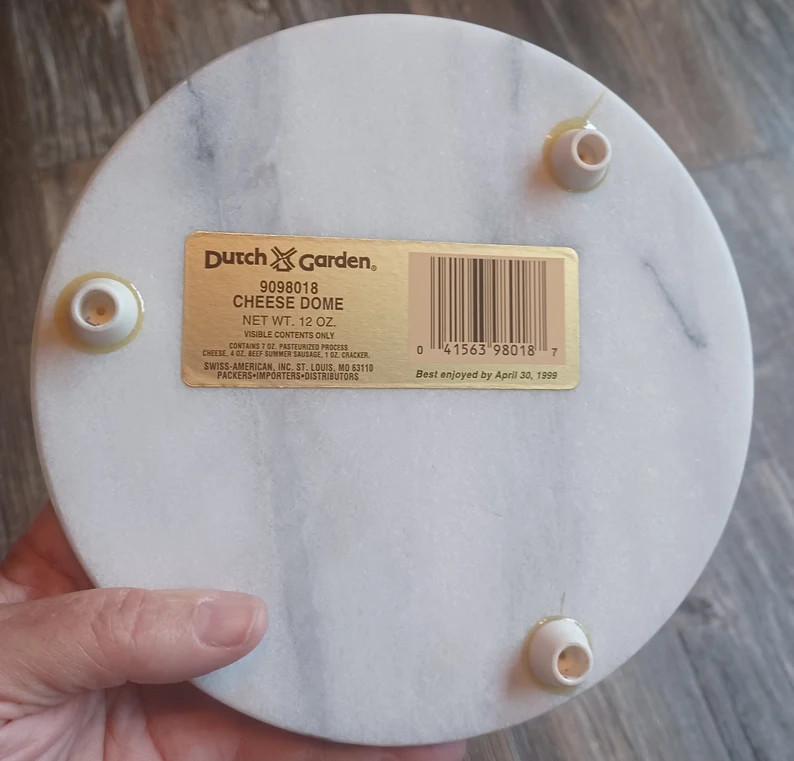 Dutch Garden®
9098018
CHEESE DOME
NET WT. 12 OZ.
VISIBLE CONTENTS ONLY
CONTAINS 7 OZ. PASTEURIZED PROCESS
CHEESE, 4 OZ. BEEF SUMMER SAUSAGE, 1 OZ. CRACKER.
SWISS-AMERICAN, INC. ST. LOUIS, MO 63110
PACKERS•IMPORTERS•DISTRIBUTORS
0 41563 98018 7
Best enjoyed by April 30, 1999